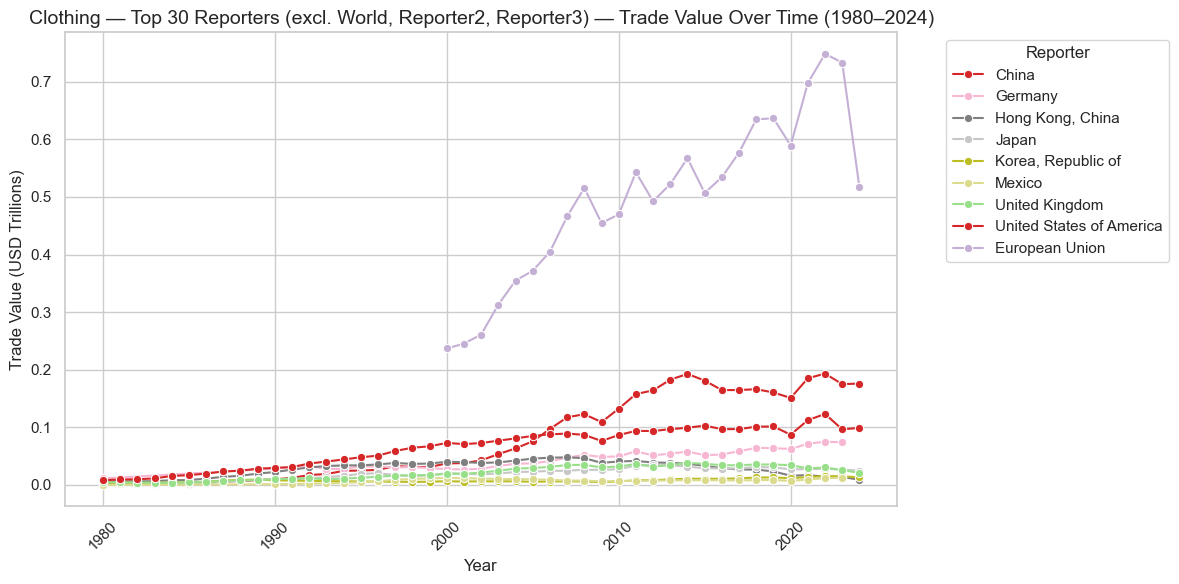 Clothing — Top 30 Reporters (excl. World, Reporter2, Reporter3) — Trade Value Over Time (1980–2024)
Trade Value (USD Trillions)
0.7
0.6
0.5
0.4
0.3
0.2
0.1
0.0
1980
1990
2000
2010
2020
Year
Reporter
China
Germany
Hong Kong, China
Japan
Korea, Republic of
Mexico
United Kingdom
United States of America
European Union